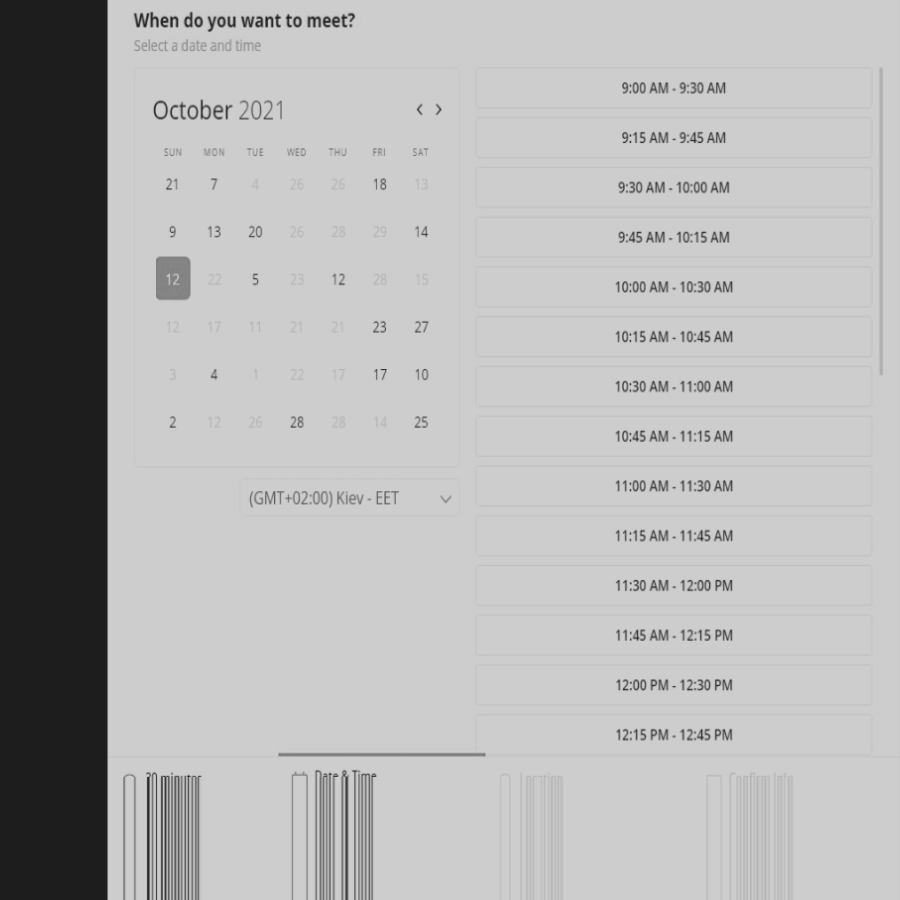 When do you want to meet?
Select a date and time
October 2021
SUN MON TUE WED THU FRI SAT
21 7 4 26 26 18 13
9 13 20 26 28 29 14
12 22 5 23 12 28 15
12 17 11 21 21 23 27
3 4 1 22 17 17 10
2 12 26 28 28 14 25
(GMT+02:00) Kiev - EET
9:00 AM - 9:30 AM
9:15 AM - 9:45 AM
9:30 AM - 10:00 AM
9:45 AM - 10:15 AM
10:00 AM - 10:30 AM
10:15 AM - 10:45 AM
10:30 AM - 11:00 AM
10:45 AM - 11:15 AM
11:00 AM - 11:30 AM
11:15 AM - 11:45 AM
11:30 AM - 12:00 PM
11:45 AM - 12:15 PM
12:00 PM - 12:30 PM
12:15 PM - 12:45 PM
Date & Time